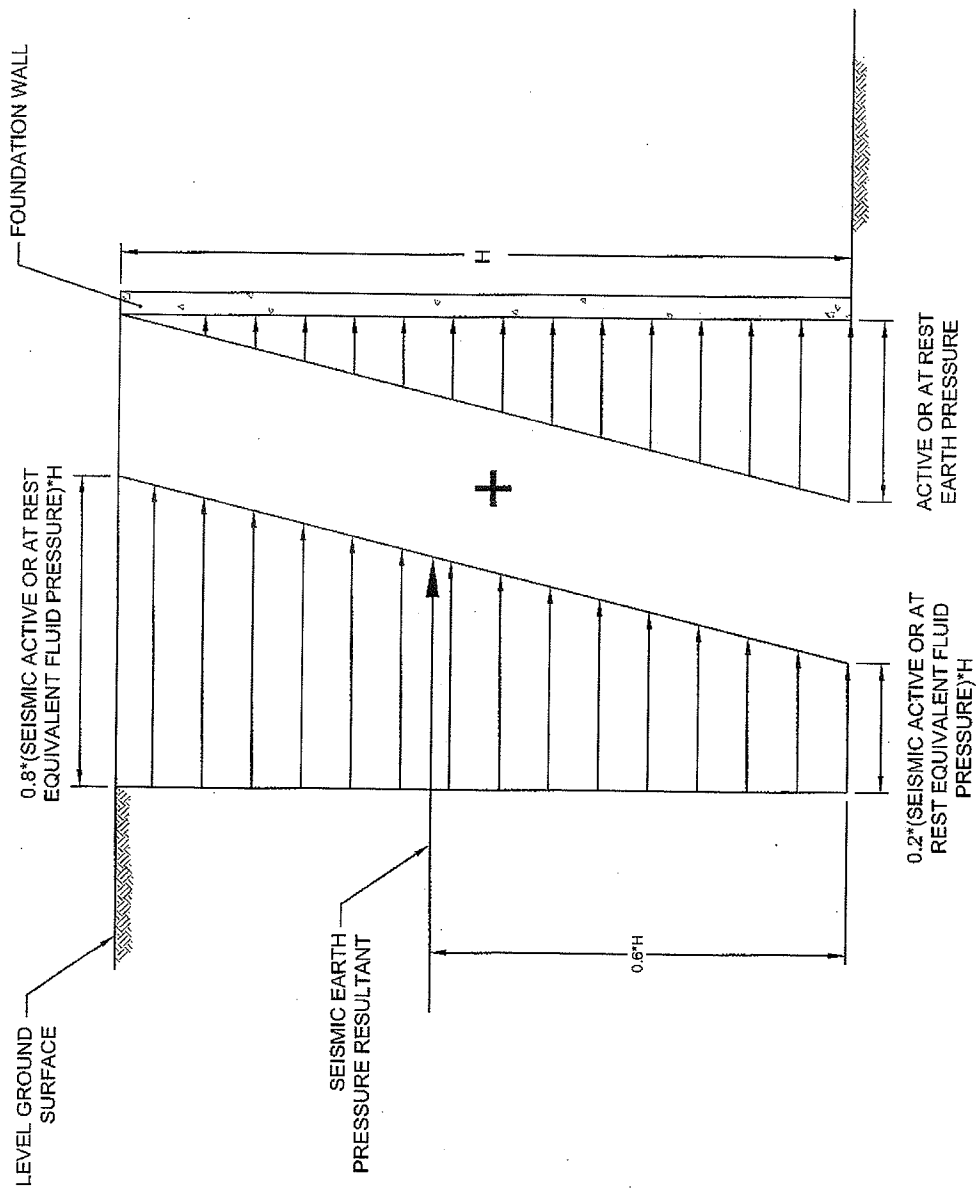 LEVEL GROUND
SURFACE
0.8*(SEISMIC ACTIVE OR AT REST
EQUIVALENT FLUID PRESSURE)*H
FOUNDATION WALL
SEISMIC EARTH
PRESSURE RESULTANT
H
0.6*H
0.2*(SEISMIC ACTIVE OR AT
REST EQUIVALENT FLUID
PRESSURE)*H
ACTIVE OR AT REST
EARTH PRESSURE